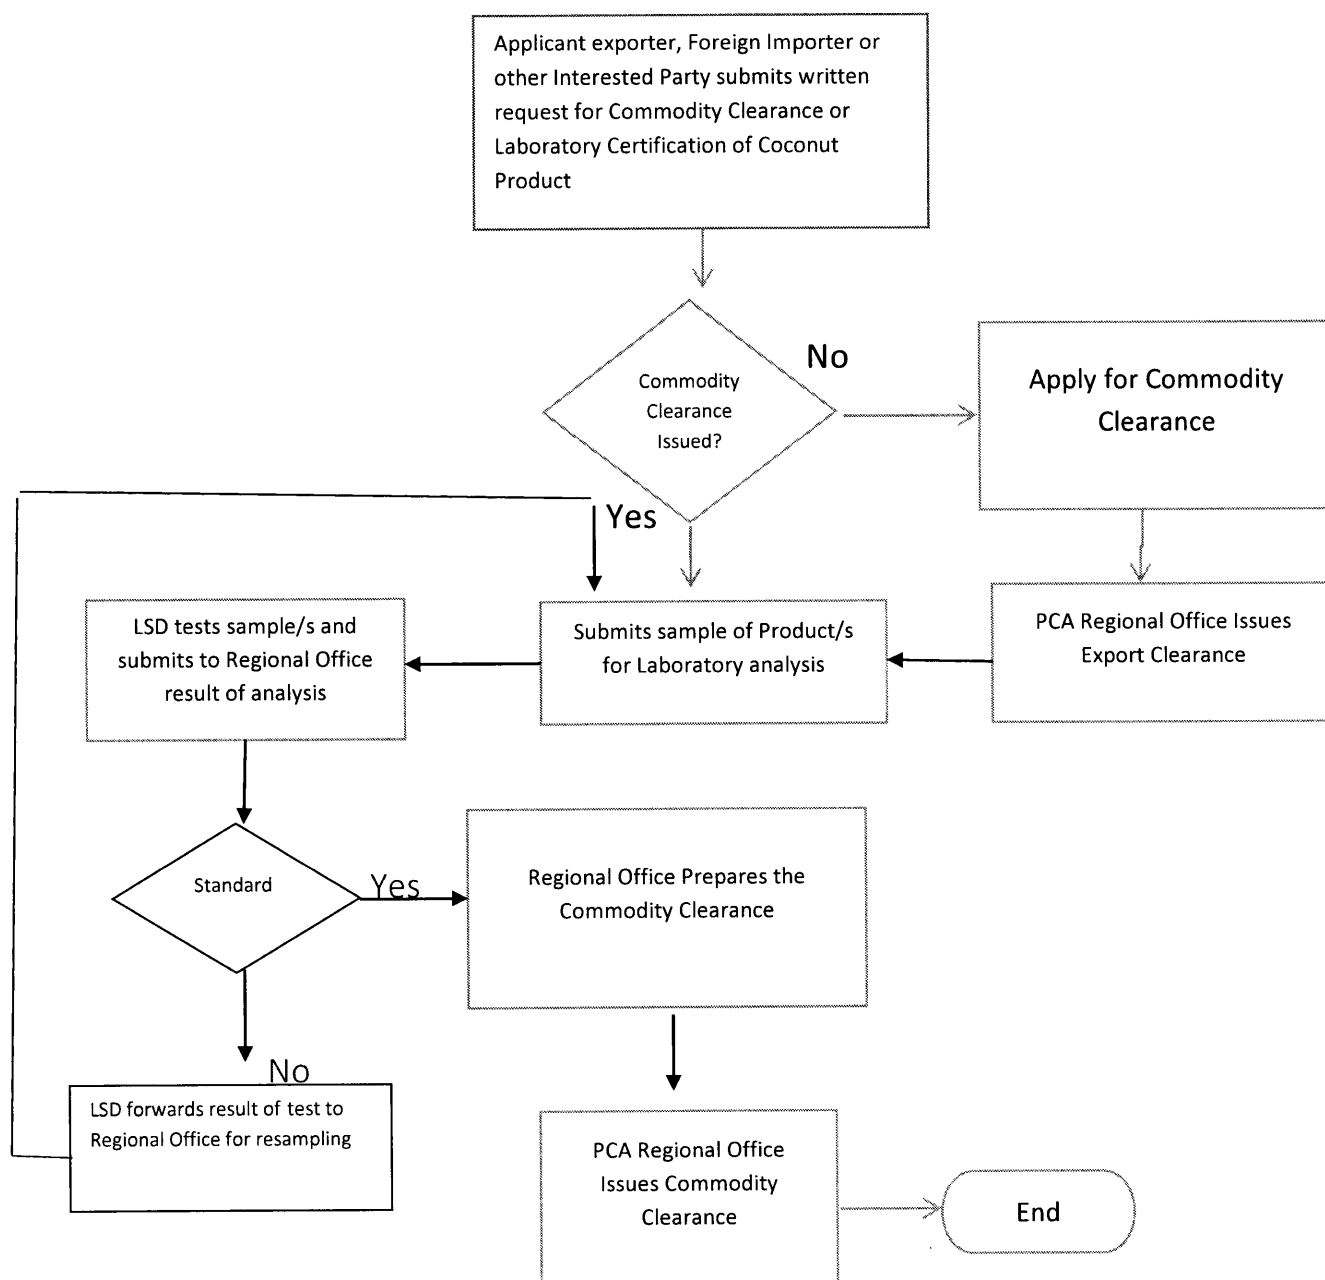 Applicant exporter, Foreign Importer or
other Interested Party submits written
request for Commodity Clearance or
Laboratory Certification of Coconut
Product
No
Commodity
Clearance
Issued?
Apply for Commodity
Clearance
Yes
LSD tests sample/s and
submits to Regional Office
result of analysis
Submits sample of Product/s
for Laboratory analysis
PCA Regional Office Issues
Export Clearance
Standard
Yes
Regional Office Prepares the
Commodity Clearance
No
LSD forwards result of test to
Regional Office for resampling
PCA Regional Office
Issues Commodity
Clearance
End